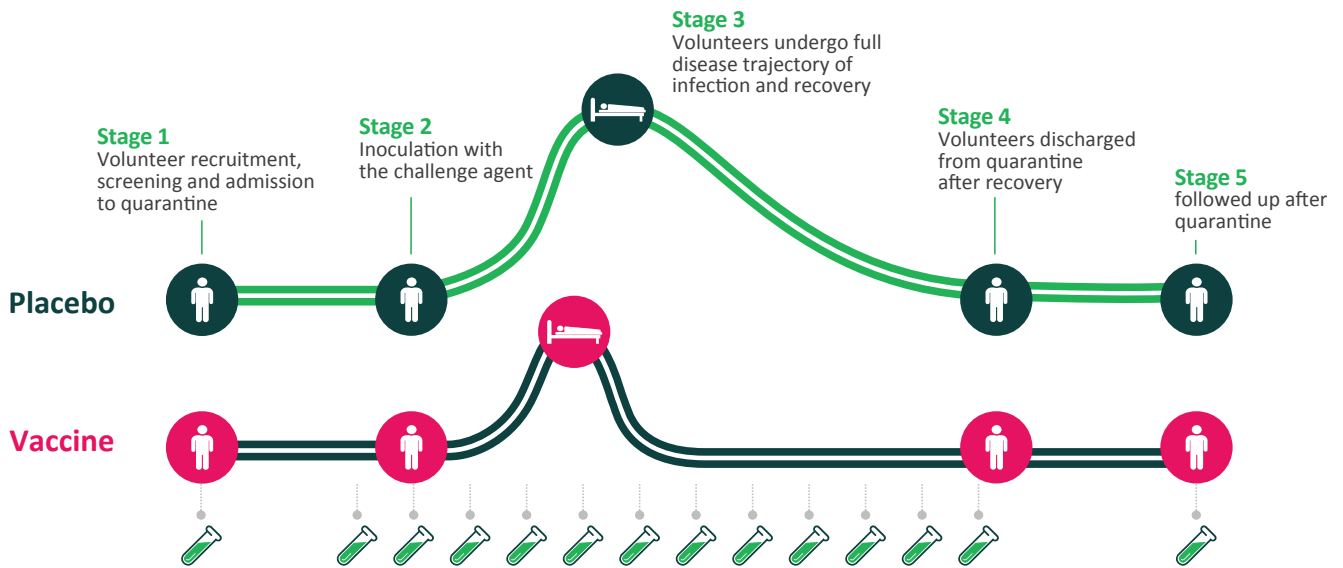 Stage 1
Volunteer recruitment,
screening and admission
to quarantine
Stage 2
Inoculation with
the challenge agent
Stage 3
Volunteers undergo full
disease trajectory of
infection and recovery
Stage 4
Volunteers discharged
from quarantine
after recovery
Stage 5
followed up after
quarantine
Placebo
Vaccine